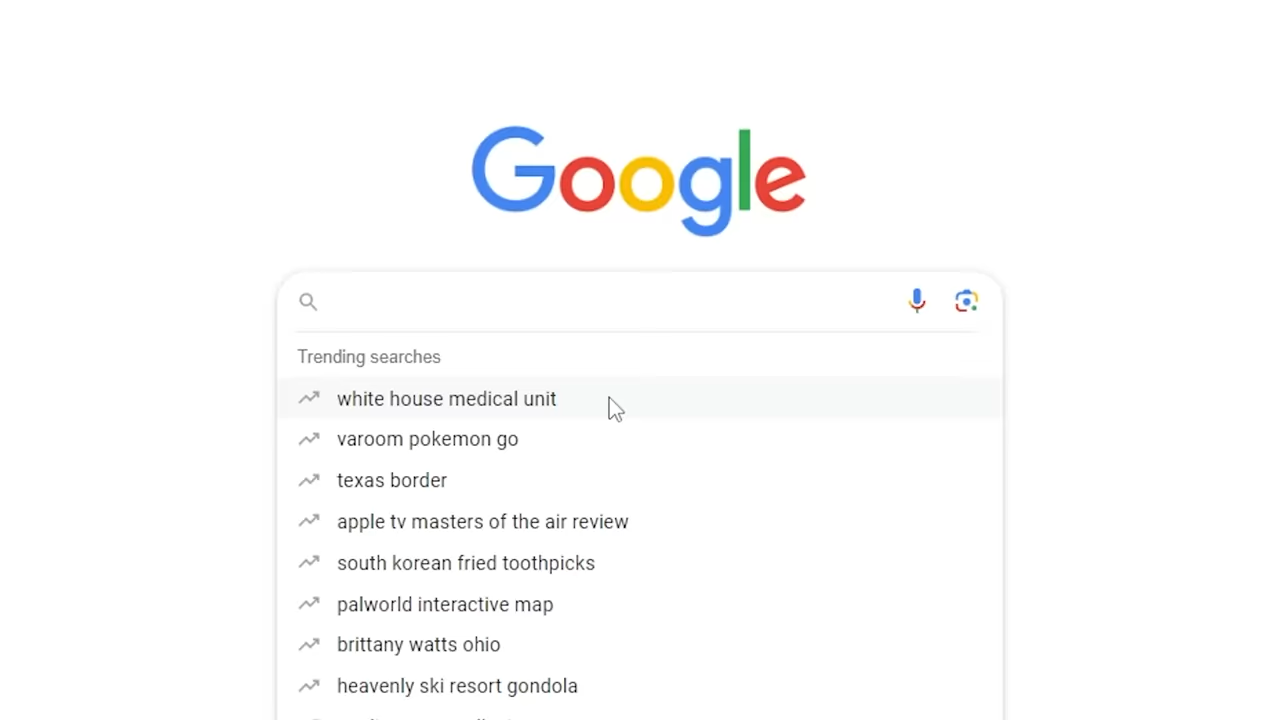 Google
Trending searches
white house medical unit
varoom pokemon go
texas border
apple tv masters of the air review
south korean fried toothpicks
palworld interactive map
brittany watts ohio
heavenly ski resort gondola